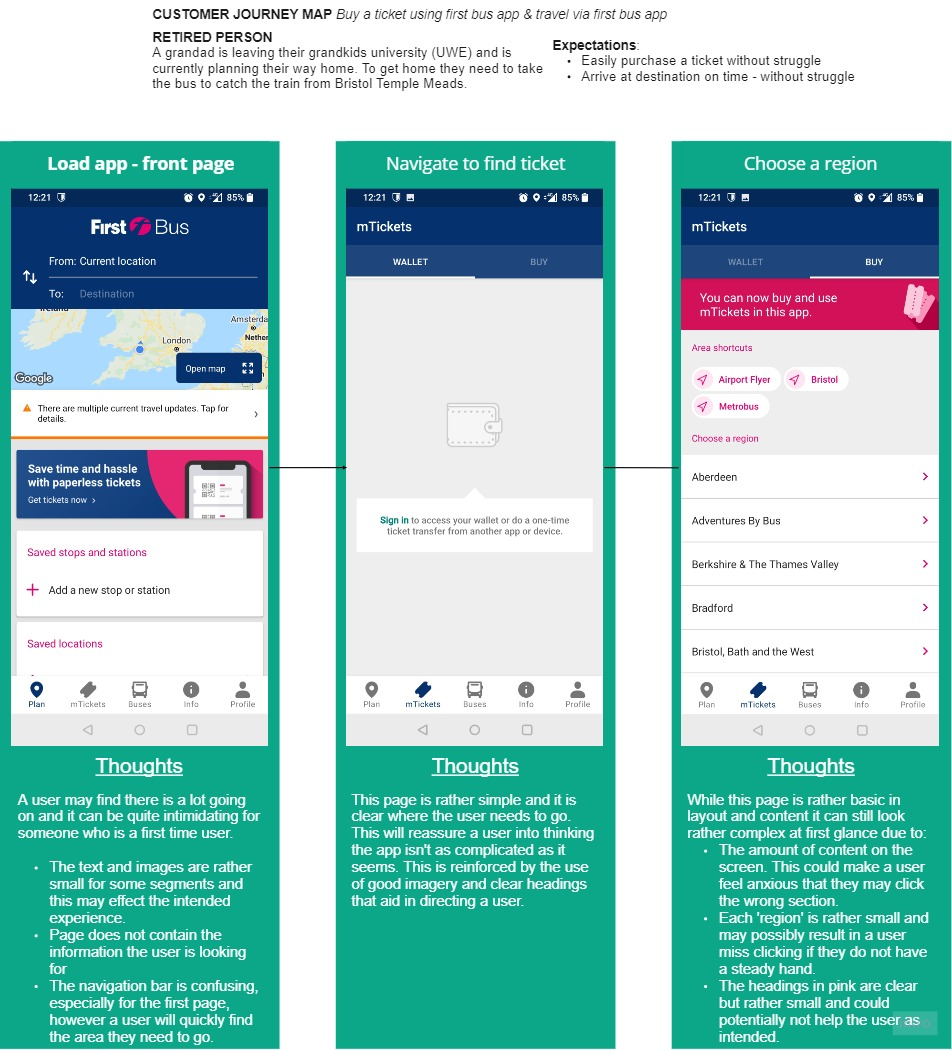 CUSTOMER JOURNEY MAP Buy a ticket using first bus app & travel via first bus app
RETIRED PERSON
A grandad is leaving their grandkids university (UWE) and is
currently planning their way home. To get home they need to take
the bus to catch the train from Bristol Temple Meads.
Expectations:
• Easily purchase a ticket without struggle
• Arrive at destination on time - without struggle
Load app - front page
12:21 85%
First Bus
From: Current location
To: Destination
Ireland
Amsterda
London
Nether
Google
Open map
There are multiple current travel updates. Tap for
details.
Save time and hassle
with paperless tickets
Get tickets now >
Saved stops and stations
+ Add a new stop or station
Saved locations
Plan mTickets Buses Info Profile
Thoughts
A user may find there is a lot going
on and it can be quite intimidating for
someone who is a first time user.
• The text and images are rather
small for some segments and
this may effect the intended
experience.
• Page does not contain the
information the user is looking
for
• The navigation bar is confusing,
especially for the first page,
however a user will quickly find
the area they need to go.
Navigate to find ticket
12:21 85%
mTickets
WALLET BUY
Sign in to access your wallet or do a one-time
ticket transfer from another app or device.
Plan mTickets Buses Info Profile
Thoughts
This page is rather simple and it is
clear where the user needs to go.
This will reassure a user into thinking
the app isn't as complicated as it
seems. This is reinforced by the use
of good imagery and clear headings
that aid in directing a user.
Choose a region
12:21 85%
mTickets
WALLET BUY
You can now buy and use
mTickets in this app.
Area shortcuts
Airport Flyer Bristol
Metrobus
Choose a region
Aberdeen
Adventures By Bus
Berkshire & The Thames Valley
Bradford
Bristol, Bath and the West
Plan mTickets Buses Info Profile
Thoughts
While this page is rather basic in
layout and content it can still look
rather complex at first glance due to:
• The amount of content on the
screen. This could make a user
feel anxious that they may click
the wrong section.
• Each 'region' is rather small and
may possibly result in a user
miss clicking if they do not have
a steady hand.
• The headings in pink are clear
but rather small and could
potentially not help the user as
intended.